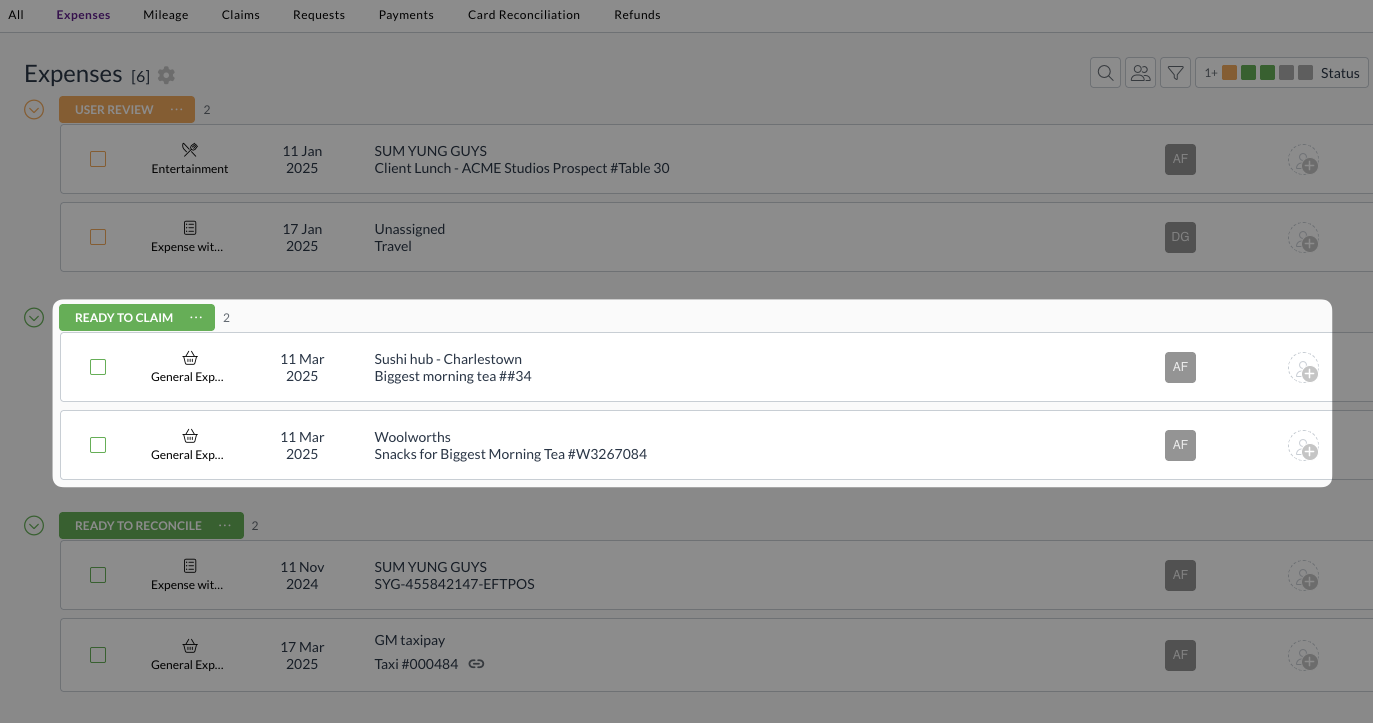 All Expenses Mileage Claims Requests Payments Card Reconciliation Refunds
Expenses [6]
1+ Status
USER REVIEW ... 2
Entertainment
11 Jan
2025
SUM YUNG GUYS
Client Lunch - ACME Studios Prospect #Table 30
AF
Expense wit...
17 Jan
2025
Unassigned
Travel
DG
READY TO CLAIM ... 2
General Exp...
11 Mar
2025
Sushi hub - Charlestown
Biggest morning tea ##34
AF
General Exp...
11 Mar
2025
Woolworths
Snacks for Biggest Morning Tea #W3267084
AF
READY TO RECONCILE ... 2
Expense wit...
11 Nov
2024
SUM YUNG GUYS
SYG-455842147-EFTPOS
AF
General Exp...
17 Mar
2025
GM taxipay
Taxi #000484
AF